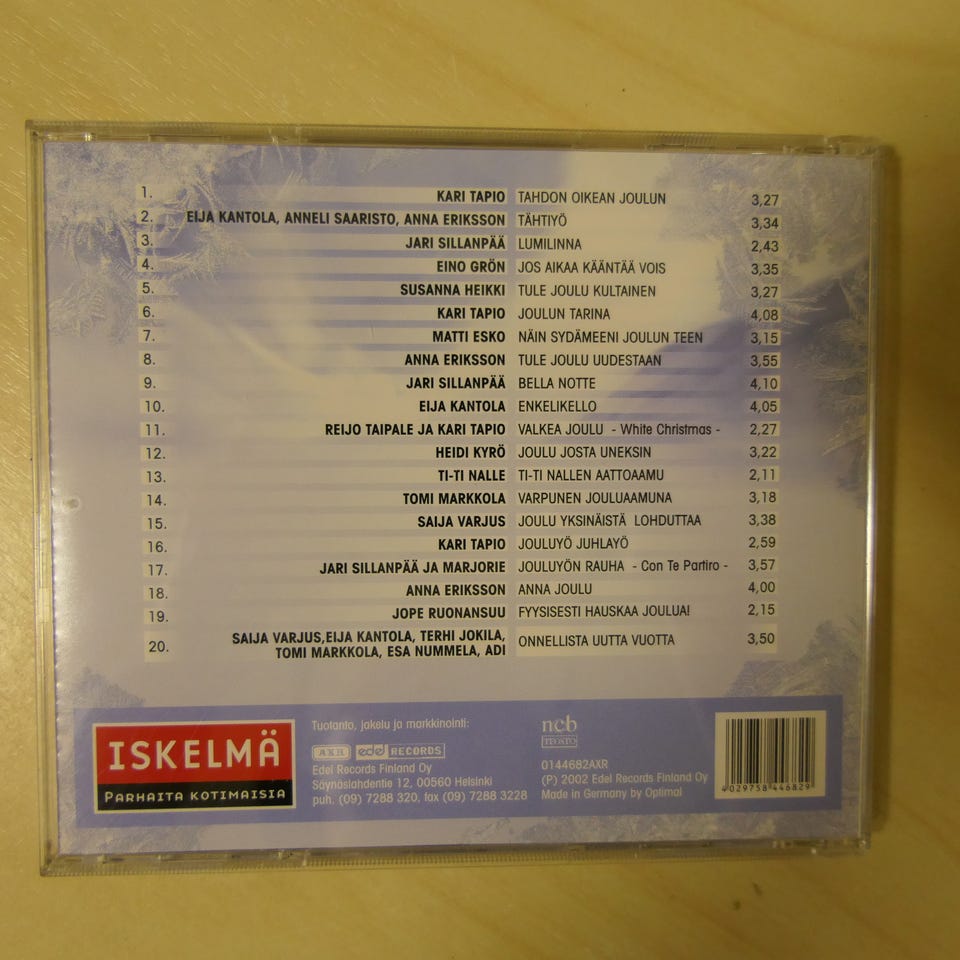 1. KARI TAPIO TAHDON OIKEAN JOULUN 3,27
2. EIJA KANTOLA, ANNELI SAARISTO, ANNA ERIKSSON TÄHTIYÖ 3,34
3. JARI SILLANPÄÄ LUMILINNA 2,43
4. EINO GRÖN JOS AIKAA KÄÄNTÄÄ VOIS 3,35
5. SUSANNA HEIKKI TULE JOULU KULTAINEN 3,27
6. KARI TAPIO JOULUN TARINA 4,08
7. MATTI ESKO NÄIN SYDÄMEENI JOULUN TEEN 3,15
8. ANNA ERIKSSON TULE JOULU UUDESTAAN 3,55
9. JARI SILLANPÄÄ BELLA NOTTE 4,10
10. EIJA KANTOLA ENKELIKELLO 4,05
11. REIJO TAIPALE JA KARI TAPIO VALKEA JOULU - White Christmas - 2,27
12. HEIDI KYRÖ JOULU JOSTA UNEKSIN 3,22
13. TI-TI NALLE TI-TI NALLEN AATTOAAMU 2,11
14. TOMI MARKKOLA VARPUNEN JOULUAAMUNA 3,18
15. SAIJA VARJUS JOULU YKSINÄISTÄ LOHDUTTAA 3,38
16. KARI TAPIO JOULUYÖ JUHLAYÖ 2,59
17. JARI SILLANPÄÄ JA MARJORIE JOULUYÖN RAUHA - Con Te Partiro - 3,57
18. ANNA ERIKSSON ANNA JOULU 4,00
19. JOPE RUONANSUU FYYSISESTI HAUSKAA JOULUA! 2,15
20. SAIJA VARJUS,EIJA KANTOLA, TERHI JOKILA,
TOMI MARKKOLA, ESA NUMMELA, ADI ONNELLISTA UUTTA VUOTTA 3,50
ISKELMÄ
PARHAITA KOTIMAISIA
Tuotanto, jakelu ja markkinointi:
AXR edel RECORDS
Edel Records Finland Oy
Säynöslahdentie 12, 00560 Helsinki
puh. (09) 7288 320, fax (09) 7288 3228
ncb
TEOSTO
0144682AXR
(P) 2002 Edel Records Finland Oy
Made in Germany by Optimal
4029758446829